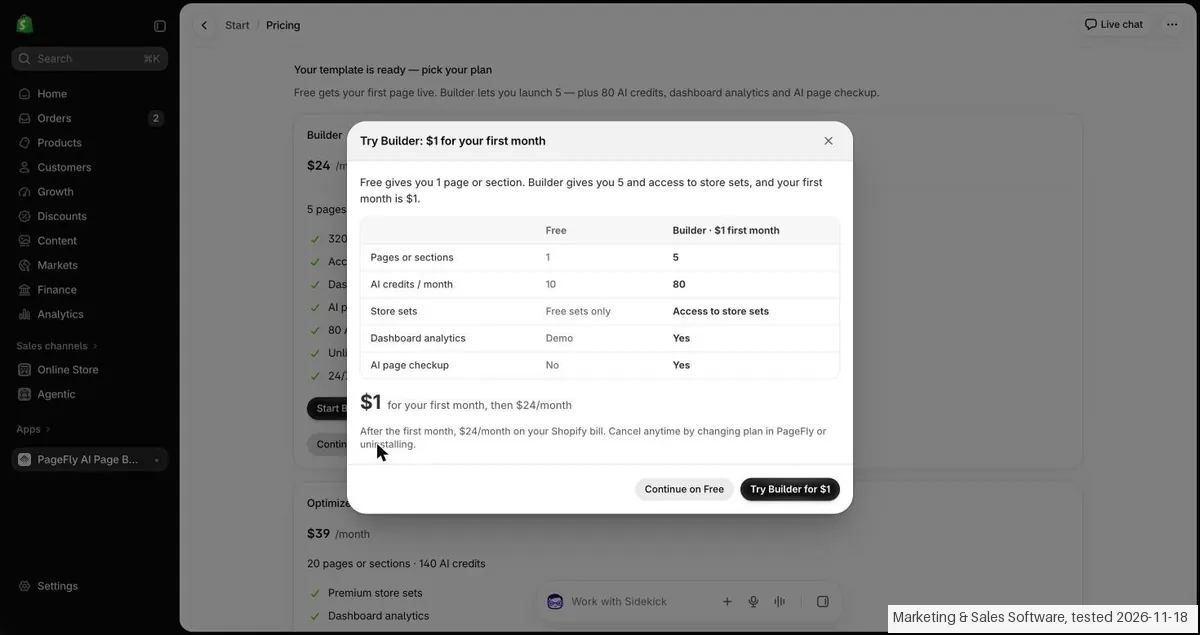 Search ⌘K
Home
Orders 2
Products
Customers
Growth
Discounts
Content
Markets
Finance
Analytics
Sales channels
Online Store
Agentic
Apps
PageFly AI Page B...
Settings
Start / Pricing
Live chat
Your template is ready — pick your plan
Free gets your first page live. Builder lets you launch 5 — plus 80 AI credits, dashboard analytics and AI page checkup.
Builder
$24
5 pages
320
80
24/
Start B
Contin
Try Builder: $1 for your first month
Free gives you 1 page or section. Builder gives you 5 and access to store sets, and your first
month is $1.
Free Builder · $1 first month
Pages or sections 1 5
AI credits / month 10 80
Store sets Free sets only Access to store sets
Dashboard analytics Demo Yes
AI page checkup No Yes
$1 for your first month, then $24/month
After the first month, $24/month on your Shopify bill. Cancel anytime by changing plan in PageFly or
uninstalling.
Continue on Free Try Builder for $1
Optimize
$39 /month
20 pages or sections · 140 AI credits
Premium store sets
Dashboard analytics
Work with Sidekick
Marketing & Sales Software, tested 2026-11-18